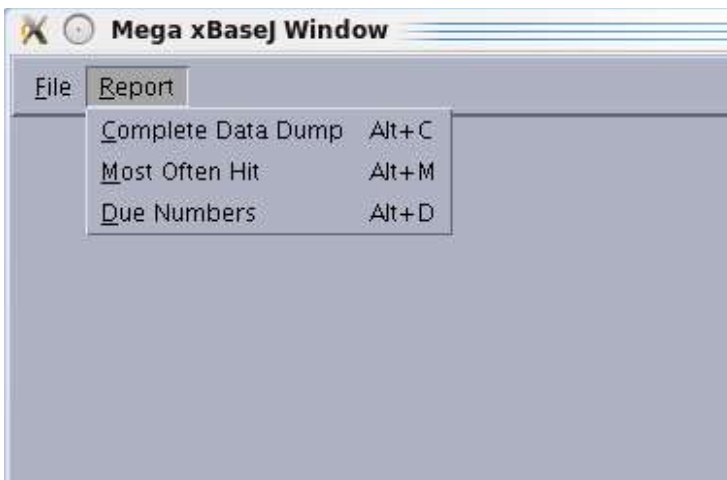 Mega xBaseJ Window
File Report
Complete Data Dump Alt+C
Most Often Hit Alt+M
Due Numbers Alt+D